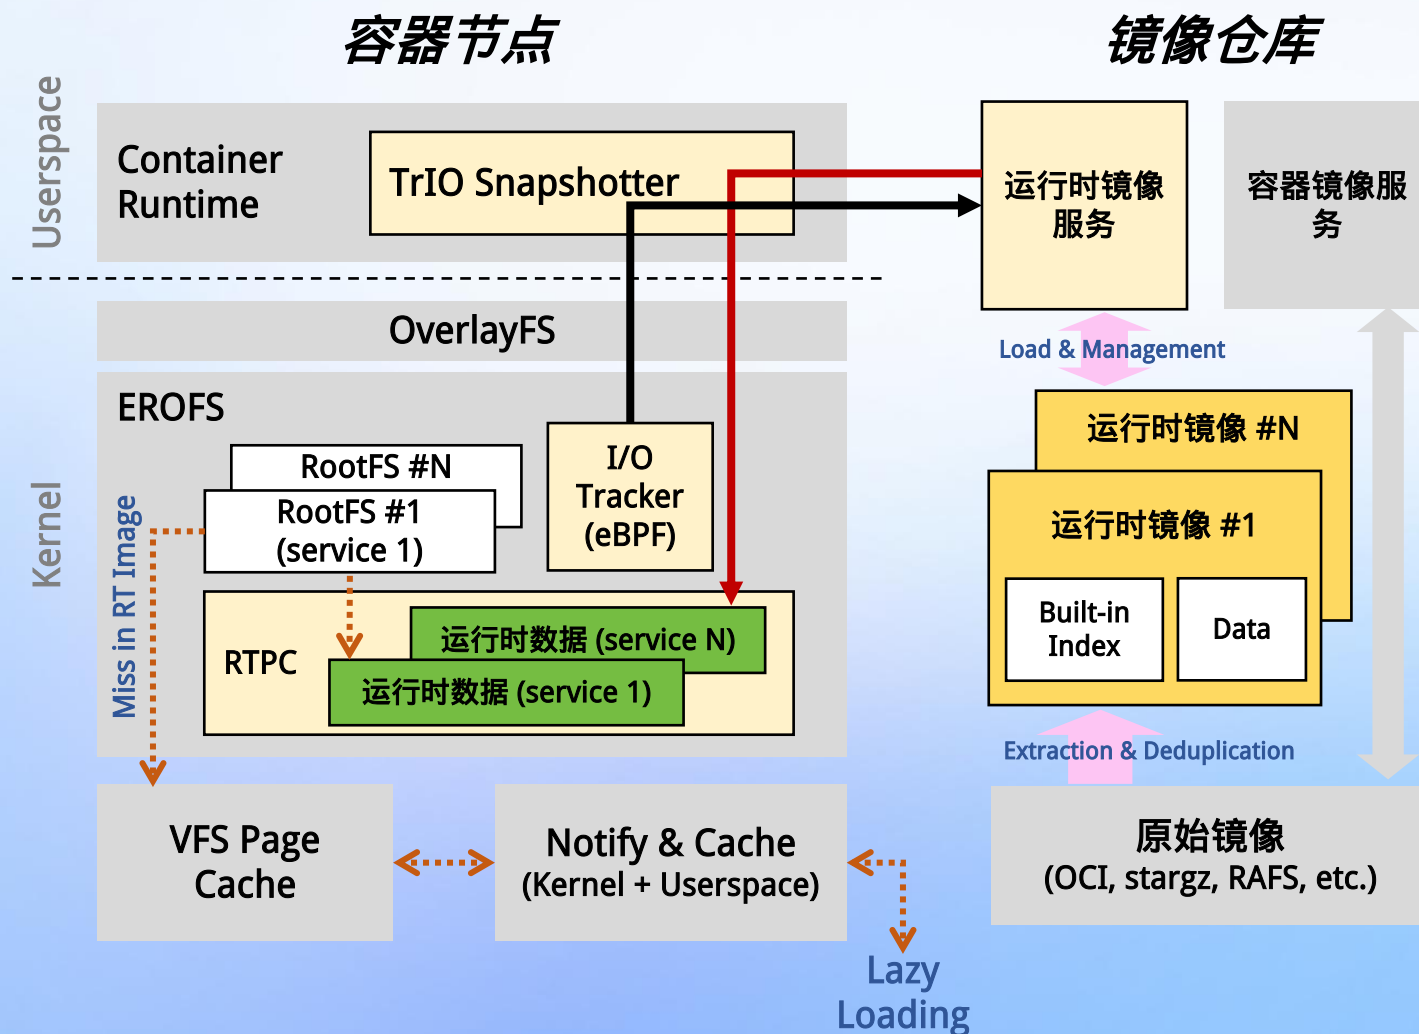 容器节点
镜像仓库
Userspace
Container
Runtime
TrIO Snapshotter
运行时镜像
服务
容器镜像服
务
OverlayFS
Load & Management
Kernel
EROFS
RootFS #N
RootFS #1
(service 1)
I/O
Tracker
(eBPF)
Miss in RT Image
RTPC
运行时数据 (service N)
运行时数据 (service 1)
运行时镜像 #N
运行时镜像 #1
Built-in
Index
Data
Extraction & Deduplication
VFS Page
Cache
Notify & Cache
(Kernel + Userspace)
原始镜像
(OCI, stargz, RAFS, etc.)
Lazy
Loading